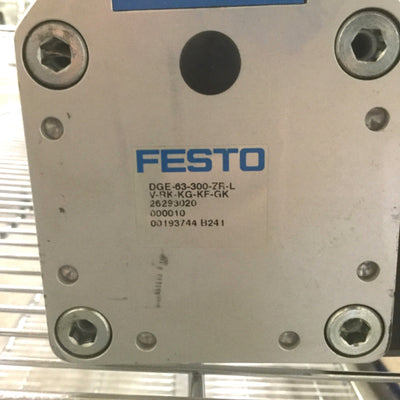 FESTO
DGE-63-300-ZR-L
V-RK-KG-KF-GK
26293020
000010
00193744 B241